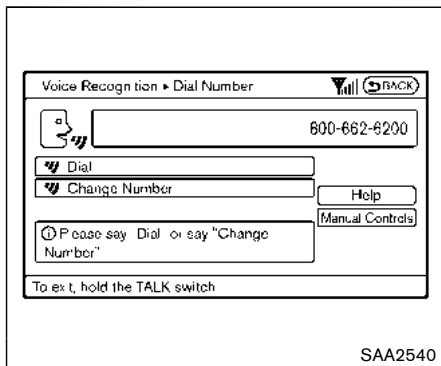 Voice Recognition ▸ Dial Number BACK
800-662-6200
Dial
Change Number
Help
Manual Controls
Please say "Dial" or say "Change
Number"
To exit, hold the TALK switch
SAA2540